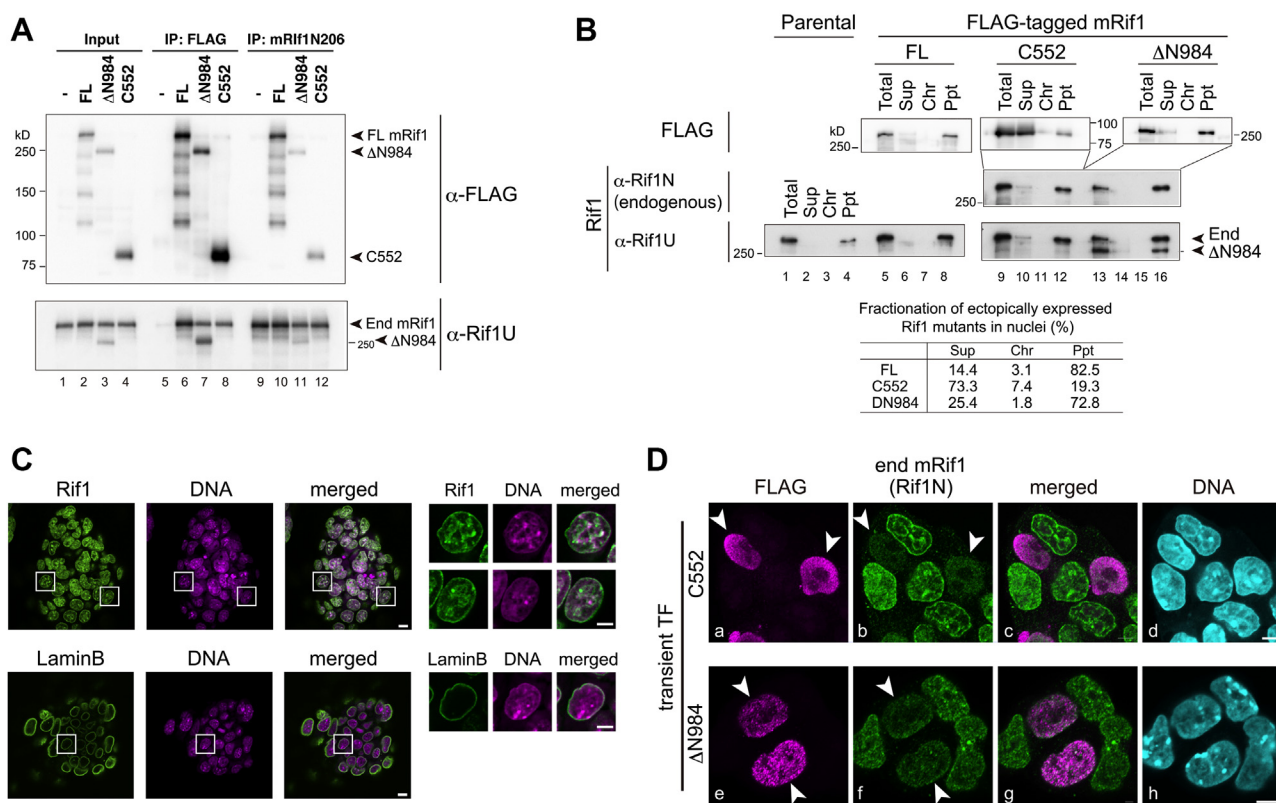 A
Input IP: FLAG IP: mRIf1N206
- FL ΔN984 C552 - FL ΔN984 C552 - FL ΔN984 C552
kD
250
150
100
75
FL mRif1
ΔN984
C552
α-FLAG
End mRif1
250 ΔN984
α-Rif1U
1 2 3 4 5 6 7 8 9 10 11 12
B
Parental FLAG-tagged mRif1
FL C552 ΔN984
Total Sup Chr Ppt Total Sup Chr Ppt Total Sup Chr Ppt
FLAG
kD
250
100
75
250
Rif1
α-Rif1N
(endogenous)
Total Sup Chr Ppt
250
α-Rif1U
250
End
ΔN984
1 2 3 4 5 6 7 8 9 10 11 12 13 14 15 16
Fractionation of ectopically expressed
Rif1 mutants in nuclei (%)
Sup Chr Ppt
FL 14.4 3.1 82.5
C552 73.3 7.4 19.3
DN984 25.4 1.8 72.8
C
Rif1 DNA merged
Rif1 DNA merged
LaminB DNA merged
LaminB DNA merged
D
FLAG end mRif1
(Rif1N) merged DNA
transient TF
C552
a b c d
ΔN984
e f g h